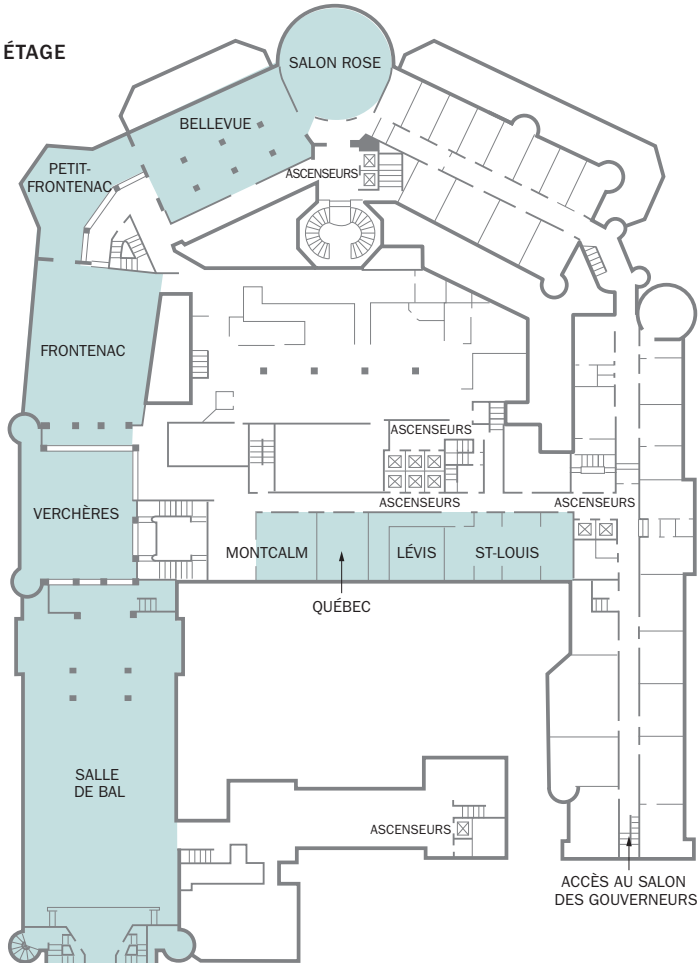 ÉTAGE
SALON ROSE
BELLEVUE
PETIT-
FRONTENAC
ASCENSEURS
FRONTENAC
ASCENSEURS
ASCENSEURS
ASCENSEURS
VERCHÈRES
MONTCALM
LÉVIS
ST-LOUIS
QUÉBEC
SALLE
DE BAL
ASCENSEURS
ACCÈS AU SALON
DES GOUVERNEURS